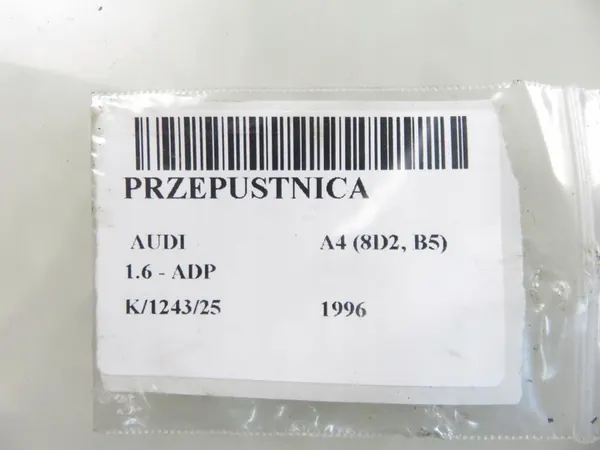 PRZEPUSTNICA
AUDI A4 (8D2, B5)
1.6 - ADP
K/1243/25 1996